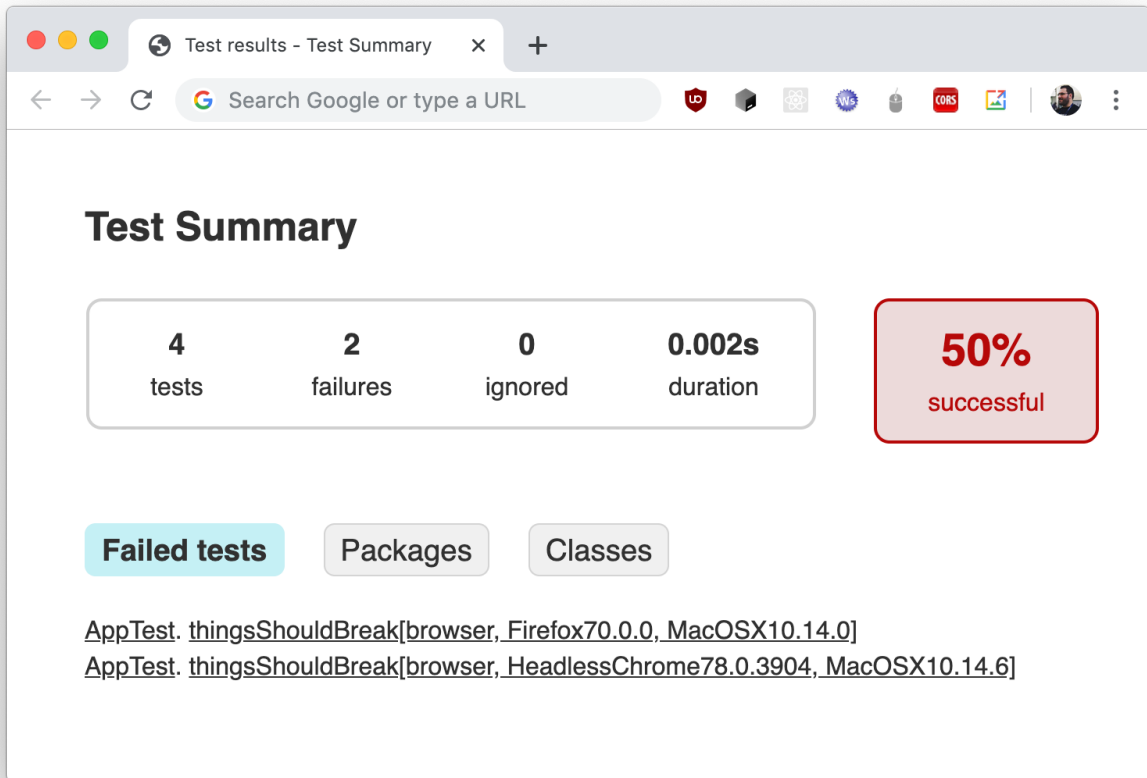 Test results - Test Summary
Search Google or type a URL
uo
Ws
CORS
Test Summary
4 2 0 0.002s
tests failures ignored duration
50%
successful
Failed tests Packages Classes
AppTest. thingsShouldBreak[browser, Firefox70.0.0, MacOSX10.14.0]
AppTest. thingsShouldBreak[browser, HeadlessChrome78.0.3904, MacOSX10.14.6]